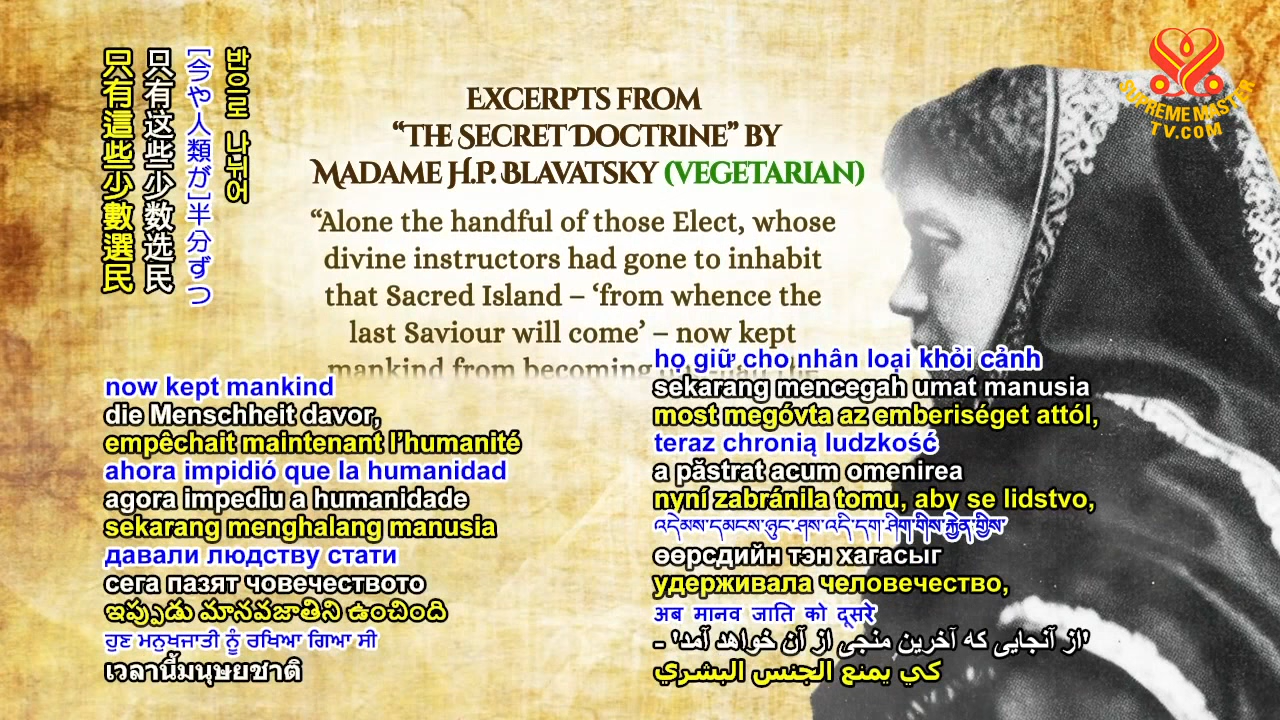 EXCERPTS FROM
“THE SECRET DOCTRINE” BY
MADAME H.P. BLAVATSKY (VEGETARIAN)
“Alone the handful of those Elect, whose
divine instructors had gone to inhabit
that Sacred Island – ‘from whence the
last Saviour will come’ – now kept
mankind from becoming
반으로 나누어
[今や人類が]半分ずつ
只有这些少数选民
只有這些少數選民
now kept mankind
die Menschheit davor,
empêchait maintenant l’humanité
ahora impidió que la humanidad
agora impediu a humanidade
sekarang menghalang manusia
давали людству стати
сега пазят човечеството
ఇప్పుడు మానవజాతిని ఉంచింది
ਹੁਣ ਮਨੁਖਜਾਤੀ ਨੂੰ ਰਖਿਆ ਗਿਆ ਸੀ
เวลานี้มนุษยชาติ
họ giữ cho nhân loại khỏi cảnh
sekarang mencegah umat manusia
most megóvta az emberiséget attól,
teraz chronią ludzkość
a păstrat acum omenirea
nyní zabránila tomu, aby se lidstvo,
འདེམས་དམངས་ཉུང་ཤས་འདི་དག་ཤིག་གིས་རྐྱེན་གྱིས་
өөрсдийн тэн хагасыг
удерживала человечество,
अब मानव जाति को दूसरे
'از آنجایی که آخرین منجی از آن خواهد آمد' -
كي يمنع الجنس البشري
SUPREME MASTER
TV.COM